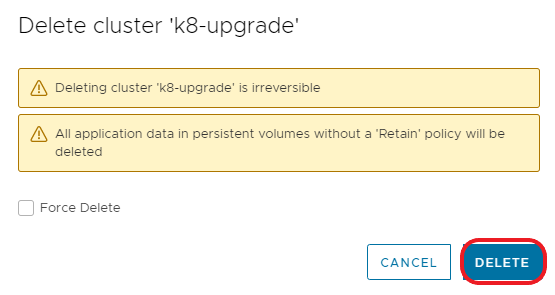 Delete cluster 'k8-upgrade'
Deleting cluster 'k8-upgrade' is irreversible
All application data in persistent volumes without a 'Retain' policy will be
deleted
Force Delete
CANCEL
DELETE